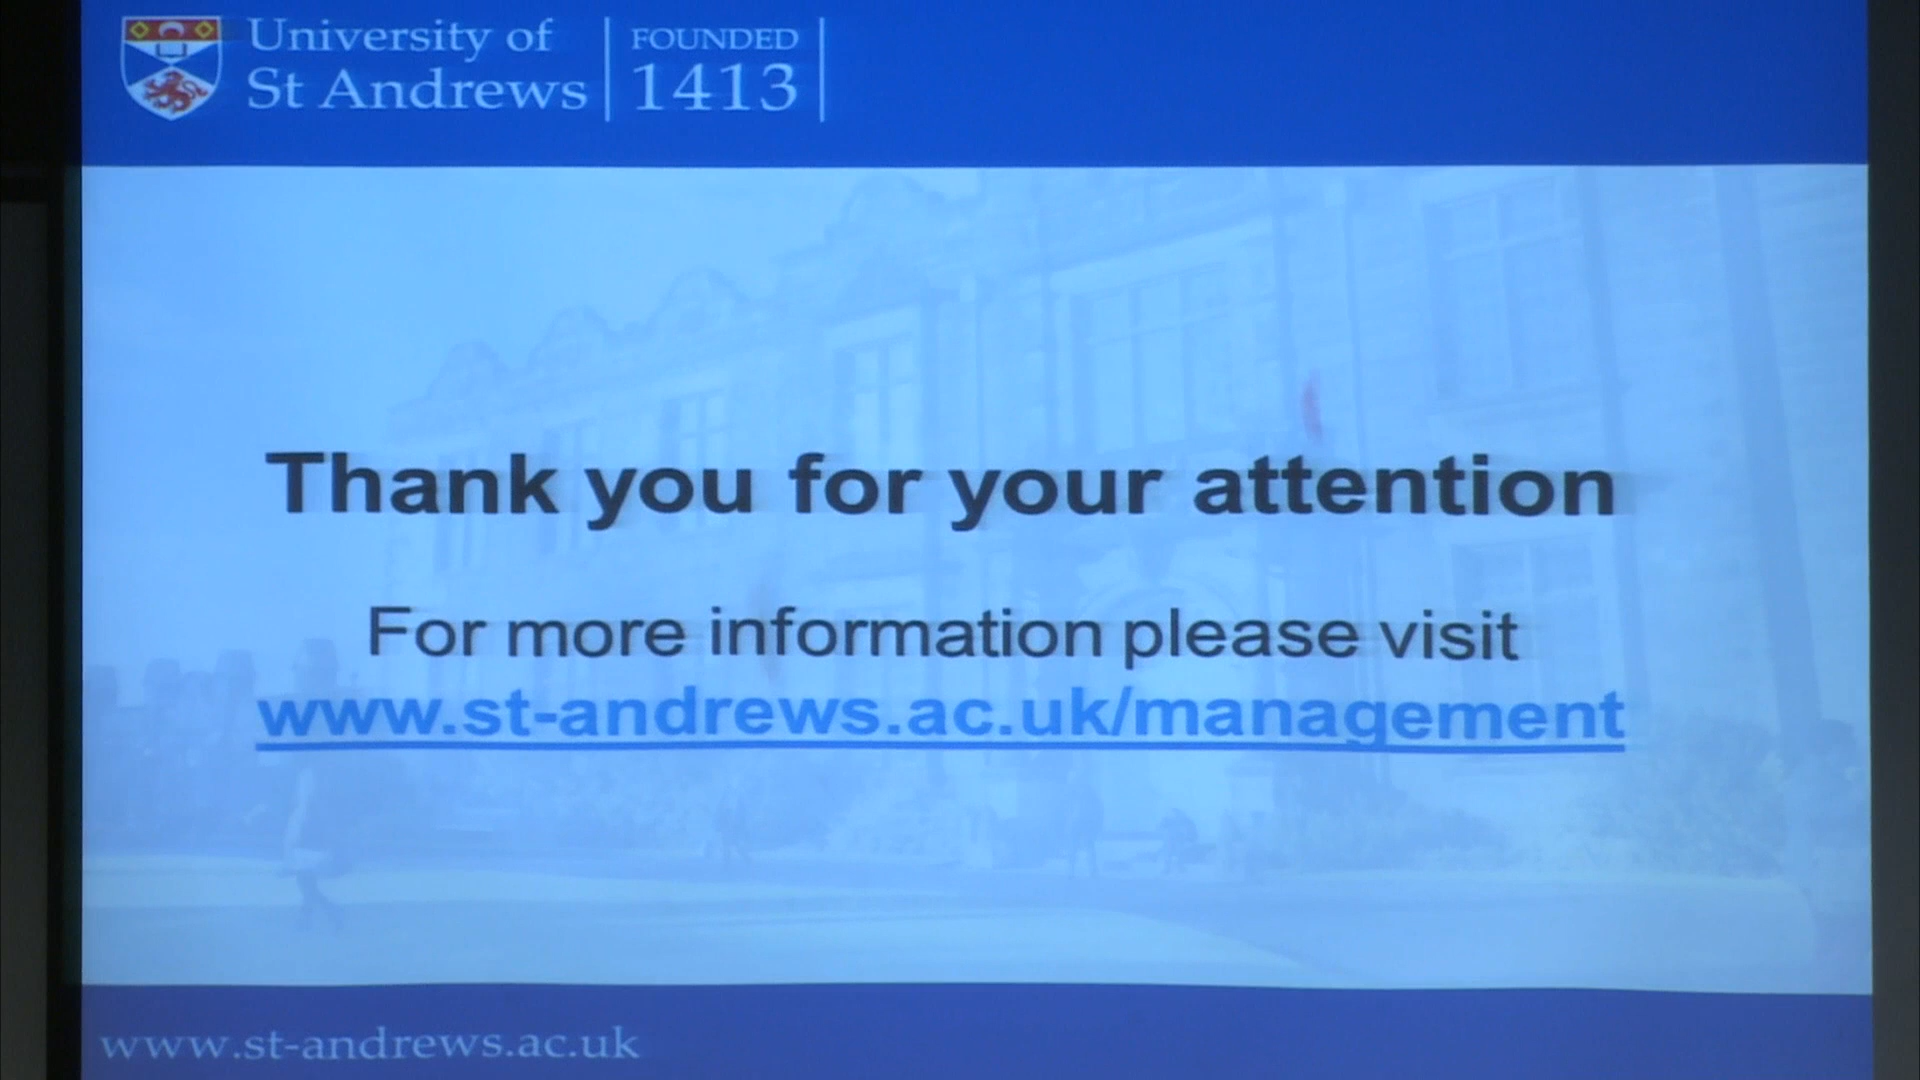 University of
St Andrews
FOUNDED
1413
Thank you for your attention
For more information please visit
www.st-andrews.ac.uk/management
www.st-andrews.ac.uk